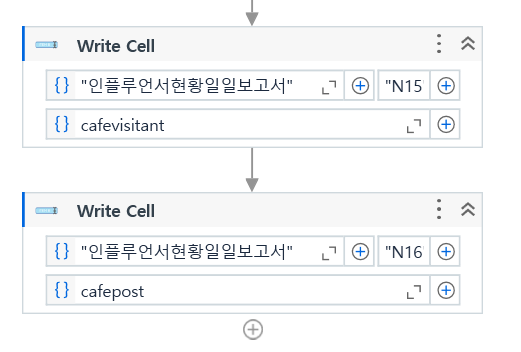 Write Cell
"인플루언서현황일일보고서" "N15
cafevisitant
Write Cell
"인플루언서현황일일보고서" "N16
cafepost